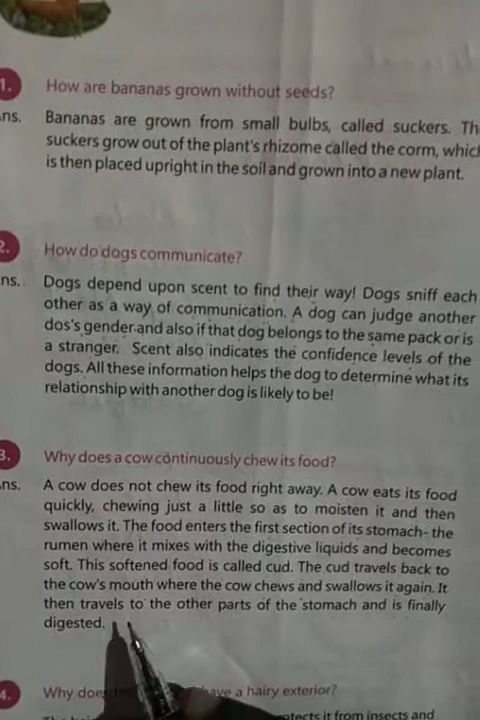 1. How are bananas grown without seeds?
ns. Bananas are grown from small bulbs, called suckers. Th
suckers grow out of the plant's rhizome called the corm, whic
is then placed upright in the soil and grown into a new plant.
2. How do dogs communicate?
ns. Dogs depend upon scent to find their way! Dogs sniff each
other as a way of communication. A dog can judge another
dos's gender and also if that dog belongs to the same pack or is
a stranger. Scent also indicates the confidence levels of the
dogs. All these information helps the dog to determine what its
relationship with another dog is likely to be!
3. Why does a cow continuously chew its food?
ns. A cow does not chew its food right away. A cow eats its food
quickly, chewing just a little so as to moisten it and then
swallows it. The food enters the first section of its stomach- the
rumen where it mixes with the digestive liquids and becomes
soft. This softened food is called cud. The cud travels back to
the cow's mouth where the cow chews and swallows it again. It
then travels to the other parts of the stomach and is finally
digested.
4. Why does have a hairy exterior?
it from insects and